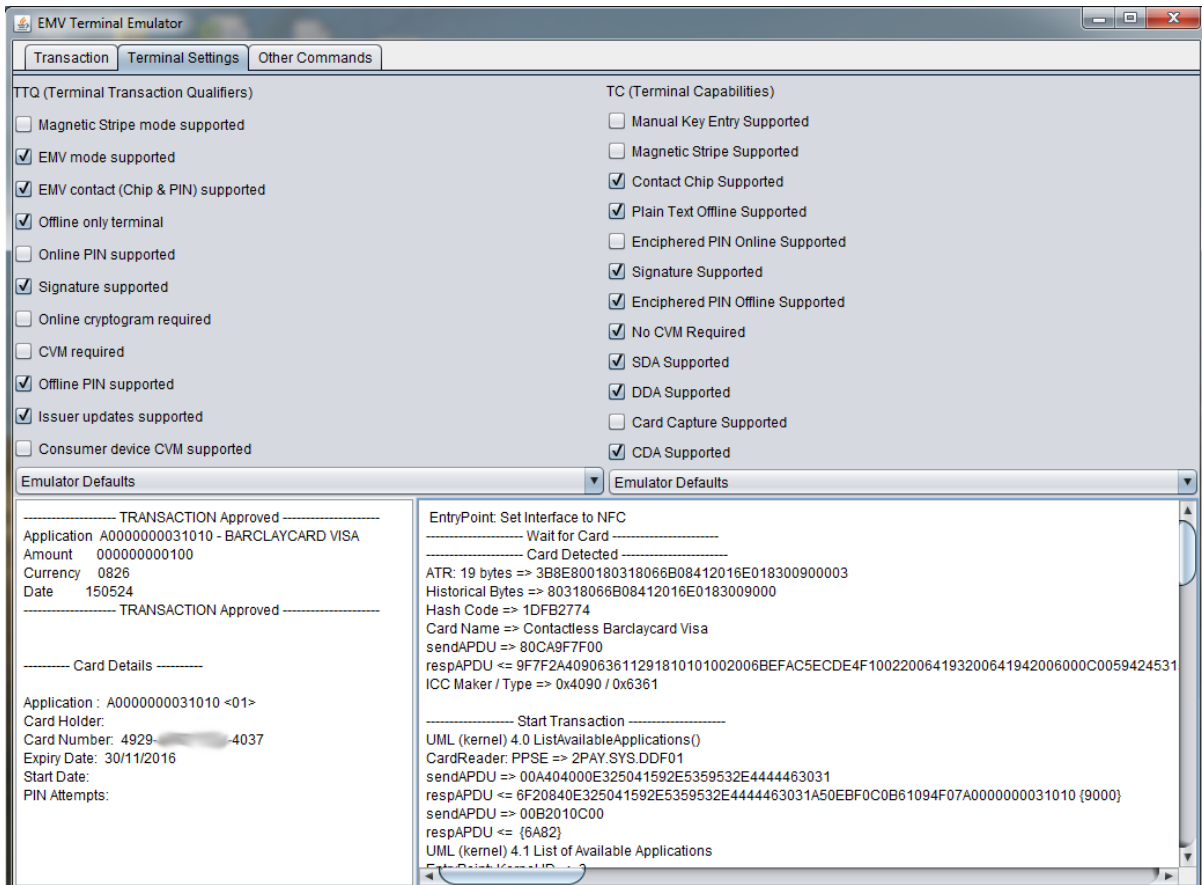 EMV Terminal Emulator
Transaction Terminal Settings Other Commands
TTQ (Terminal Transaction Qualifiers)
Magnetic Stripe mode supported
EMV mode supported
EMV contact (Chip & PIN) supported
Offline only terminal
Online PIN supported
Signature supported
Online cryptogram required
CVM required
Offline PIN supported
Issuer updates supported
Consumer device CVM supported
Emulator Defaults
TC (Terminal Capabilities)
Manual Key Entry Supported
Magnetic Stripe Supported
Contact Chip Supported
Plain Text Offline Supported
Enciphered PIN Online Supported
Signature Supported
Enciphered PIN Offline Supported
No CVM Required
SDA Supported
DDA Supported
Card Capture Supported
CDA Supported
Emulator Defaults
-------------------- TRANSACTION Approved ---------------------
Application A0000000031010 - BARCLAYCARD VISA
Amount 000000000100
Currency 0826
Date 150524
-------------------- TRANSACTION Approved ---------------------
---------- Card Details ----------
Application : A0000000031010 <01>
Card Holder:
Card Number: 4929- -4037
Expiry Date: 30/11/2016
Start Date:
PIN Attempts:
EntryPoint: Set Interface to NFC
--------------------- Wait for Card -----------------------
--------------------- Card Detected -----------------------
ATR: 19 bytes => 3B8E800180318066B08412016E018300900003
Historical Bytes => 80318066B08412016E0183009000
Hash Code => 1DFB2774
Card Name => Contactless Barclaycard Visa
sendAPDU => 80CA9F7F00
respAPDU <= 9F7F2A409063611291810101002006BEFAC5ECDE4F100220064193200641942006000C0059424531
ICC Maker / Type => 0x4090 / 0x6361
------------------- Start Transaction ---------------------
UML (kernel) 4.0 ListAvailableApplications()
CardReader: PPSE => 2PAY.SYS.DDF01
sendAPDU => 00A404000E325041592E5359532E4444463031
respAPDU <= 6F20840E325041592E5359532E4444463031A50EBF0C0B61094F07A0000000031010 {9000}
sendAPDU => 00B2010C00
respAPDU <= {6A82}
UML (kernel) 4.1 List of Available Applications